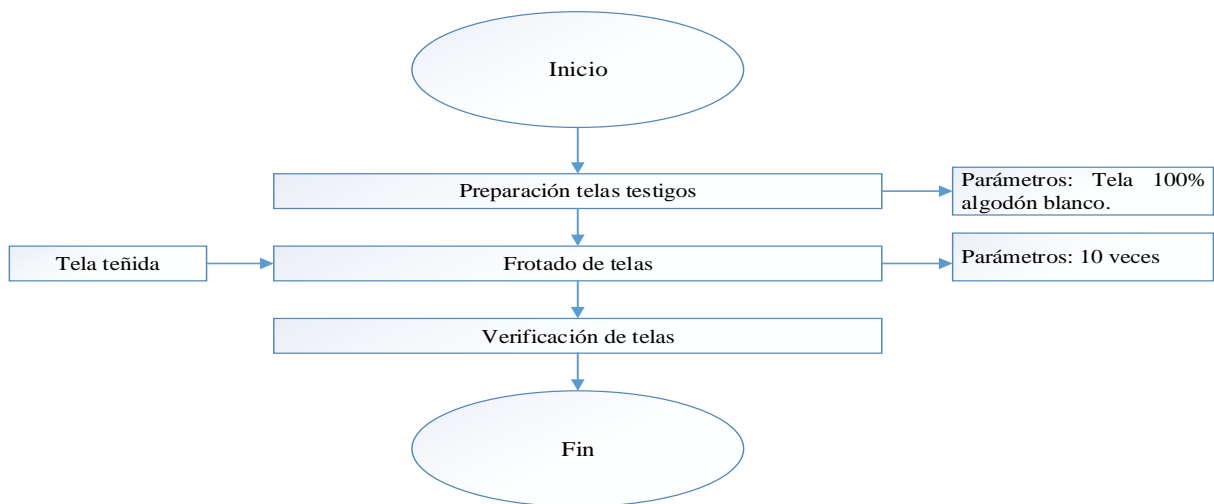 Inicio
Preparación telas testigos
Parámetros: Tela 100%
algodón blanco.
Tela teñida
Frotado de telas
Parámetros: 10 veces
Verificación de telas
Fin